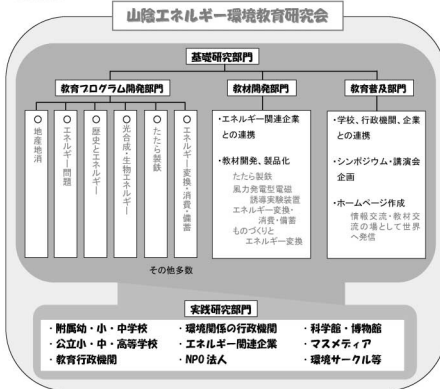 山陰エネルギー環境教育研究会
基礎研究部門
教育プログラム開発部門
○地産地消
○エネルギー問題
○歴史とエネルギー
○光合成・生物エネルギー
○たたら製鉄
○エネルギー変換・消費・備蓄
その他多数
教材開発部門
・エネルギー関連企業
との連携
・教材開発、製品化
たたら製鉄
風力発電型電磁
誘導実験装置
エネルギー変換・
消費・備蓄
ものづくりと
エネルギー変換
教育普及部門
・学校、行政機関、企業
との連携
・シンポジウム・講演会
企画
・ホームページ作成
情報交流・教材交
流の場として世界
へ発信
実践研究部門
・附属幼・小・中学校
・公立小・中・高等学校
・教育行政機関
・環境関係の行政機関
・エネルギー関連企業
・NPO 法人
・科学館・博物館
・マスメディア
・環境サークル等